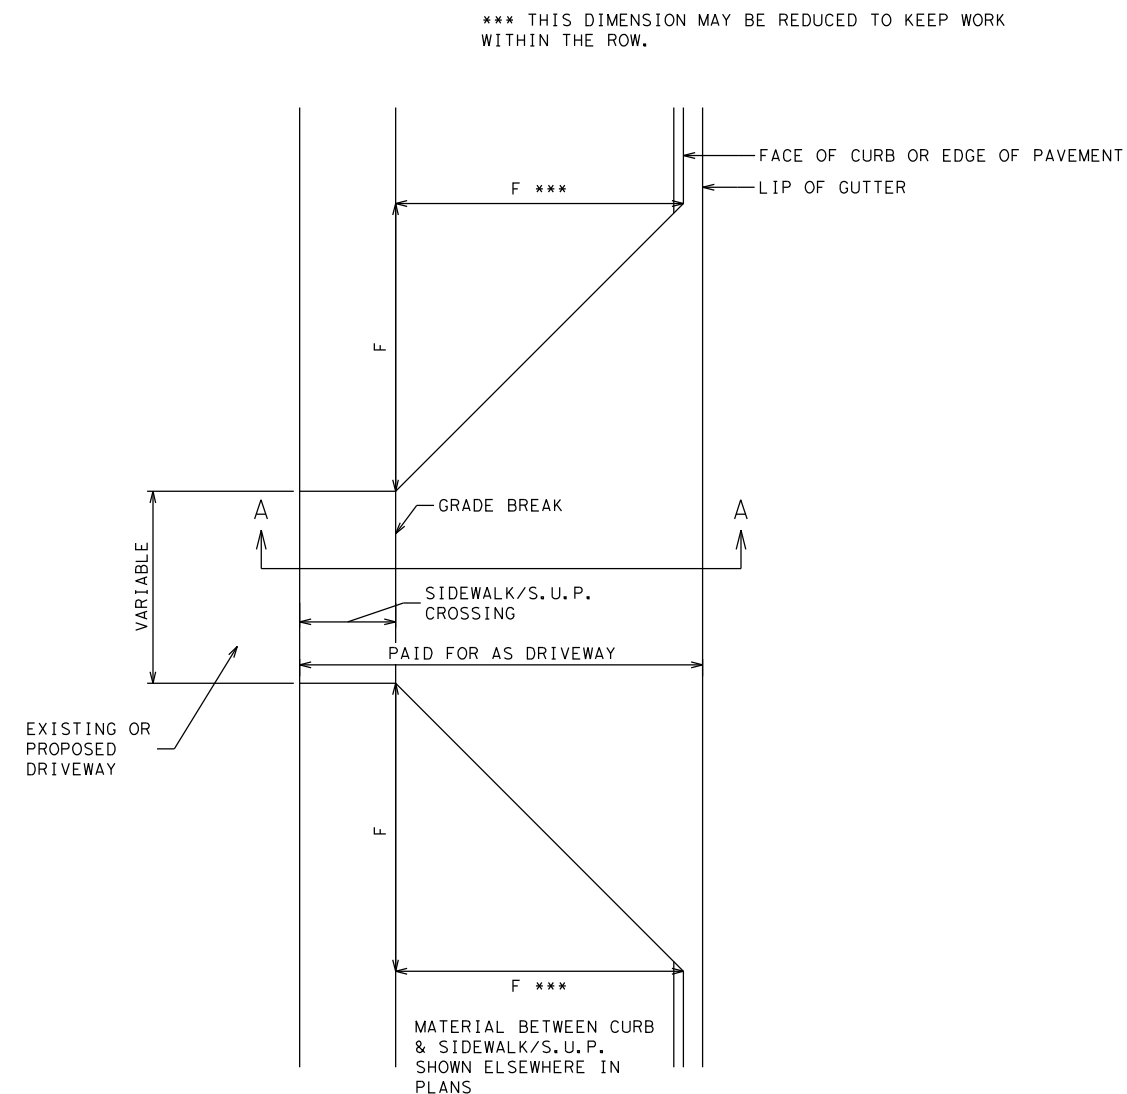 *** THIS DIMENSION MAY BE REDUCED TO KEEP WORK
WITHIN THE ROW.
FACE OF CURB OR EDGE OF PAVEMENT
F ***
LIP OF GUTTER
F
A
GRADE BREAK
A
VARIABLE
SIDEWALK/S.U.P.
CROSSING
PAID FOR AS DRIVEWAY
EXISTING OR
PROPOSED
DRIVEWAY
F
F ***
MATERIAL BETWEEN CURB
& SIDEWALK/S.U.P.
SHOWN ELSEWHERE IN
PLANS